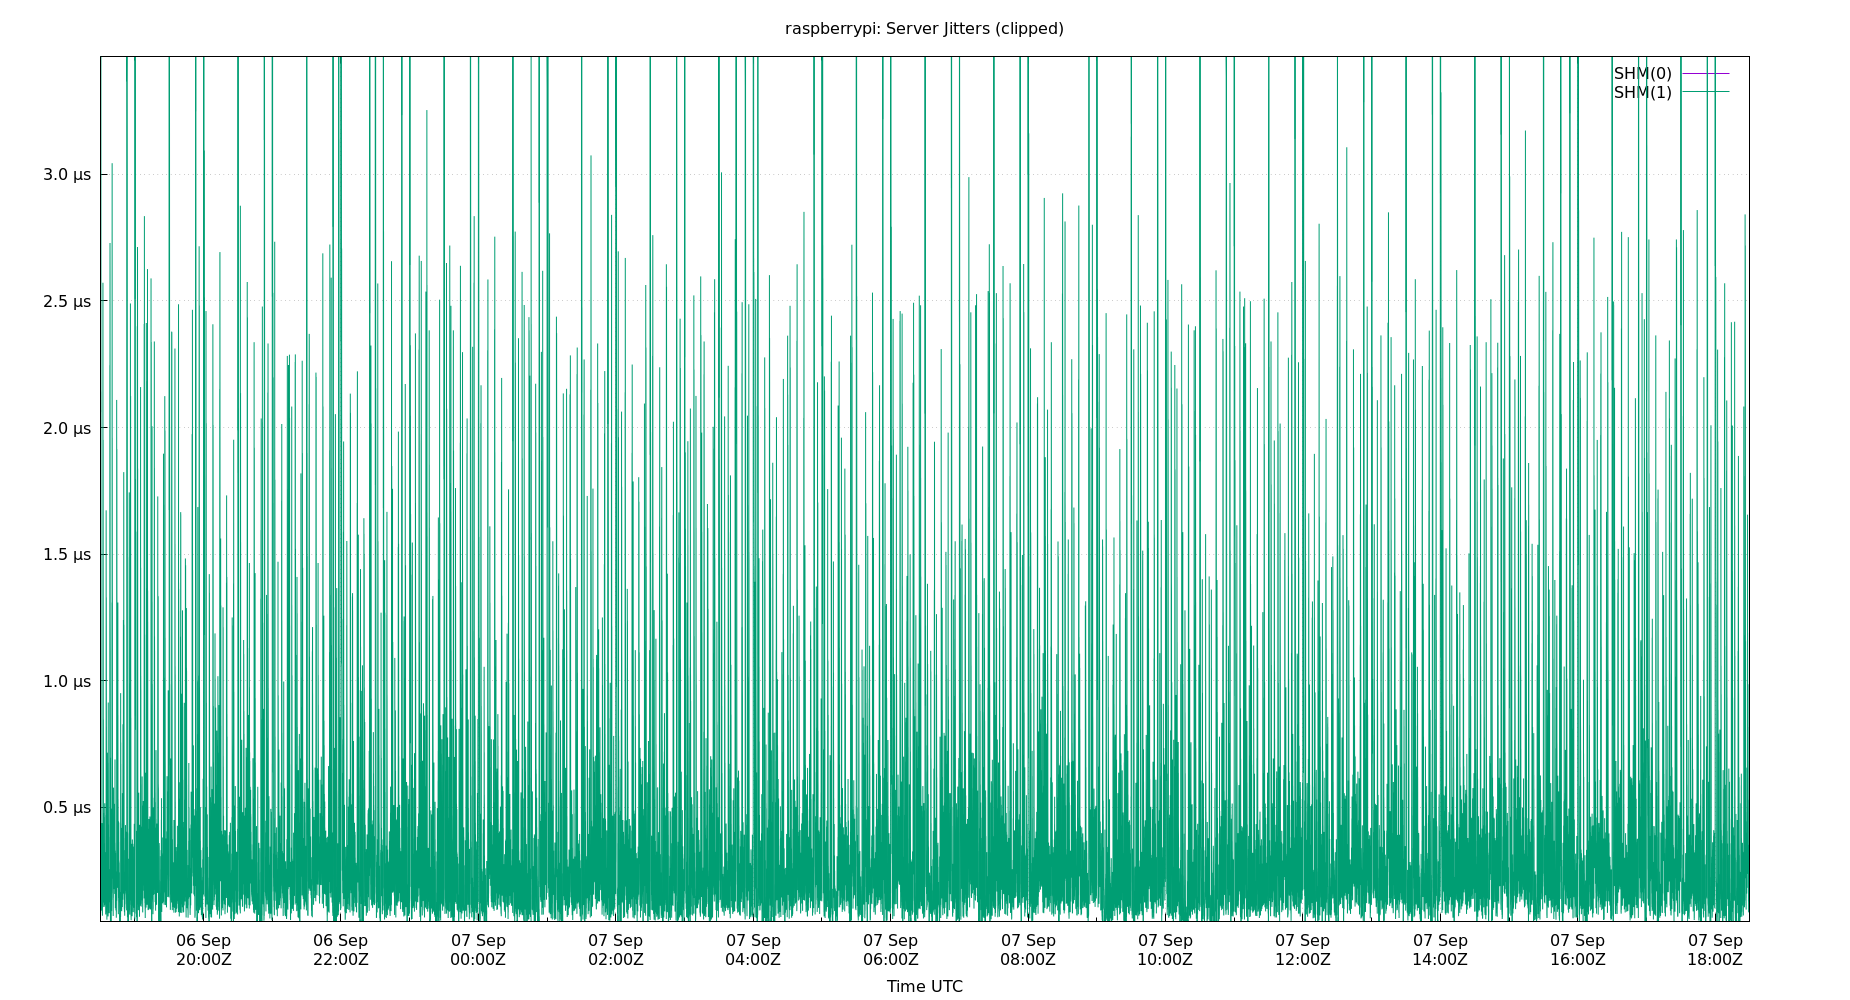 raspberrypi: Server Jitters (clipped)
SHM(0)
SHM(1)
3.0 µs
2.5 µs
2.0 µs
1.5 µs
1.0 µs
0.5 µs
06 Sep 06 Sep 07 Sep 07 Sep 07 Sep 07 Sep 07 Sep 07 Sep 07 Sep 07 Sep 07 Sep 07 Sep
20:00Z 22:00Z 00:00Z 02:00Z 04:00Z 06:00Z 08:00Z 10:00Z 12:00Z 14:00Z 16:00Z 18:00Z
Time UTC